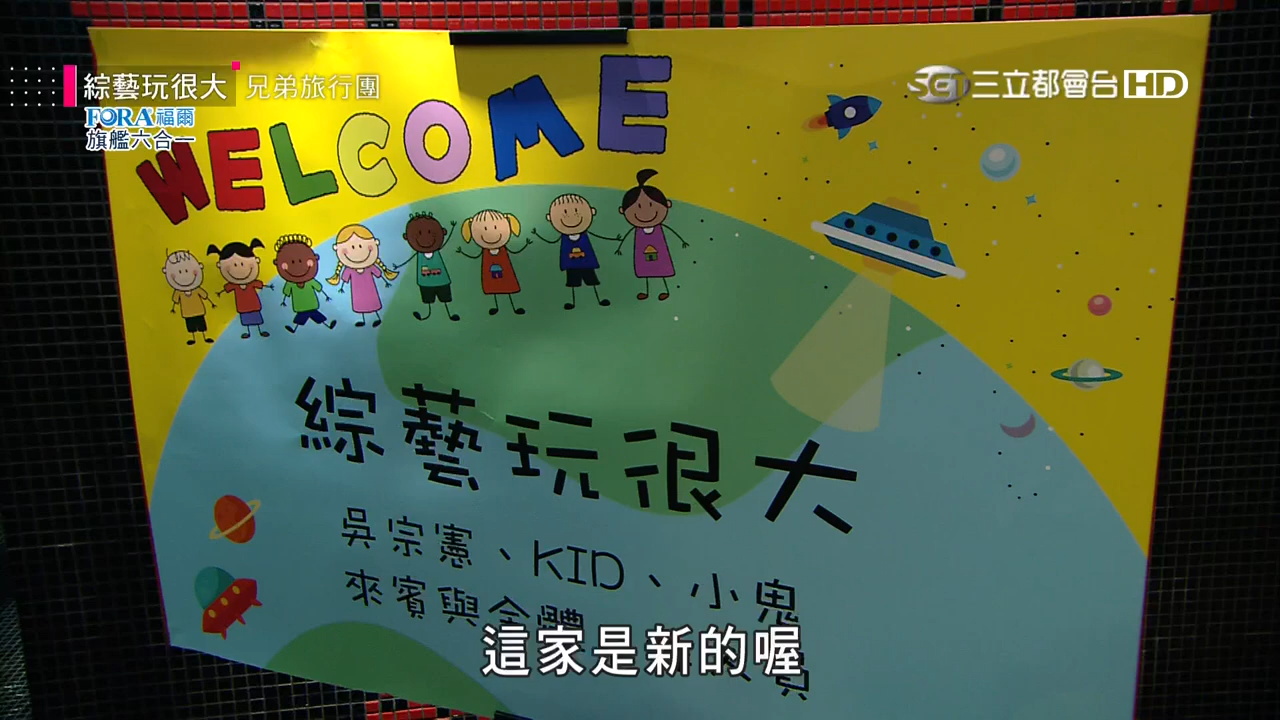 綜藝玩很大 兄弟旅行團
FORA福爾
旗艦六合一
SET 三立都會台HD
WELCOME
綜藝玩很大
吳宗憲、KID、小鬼
來賓與全體
員
這家是新的喔